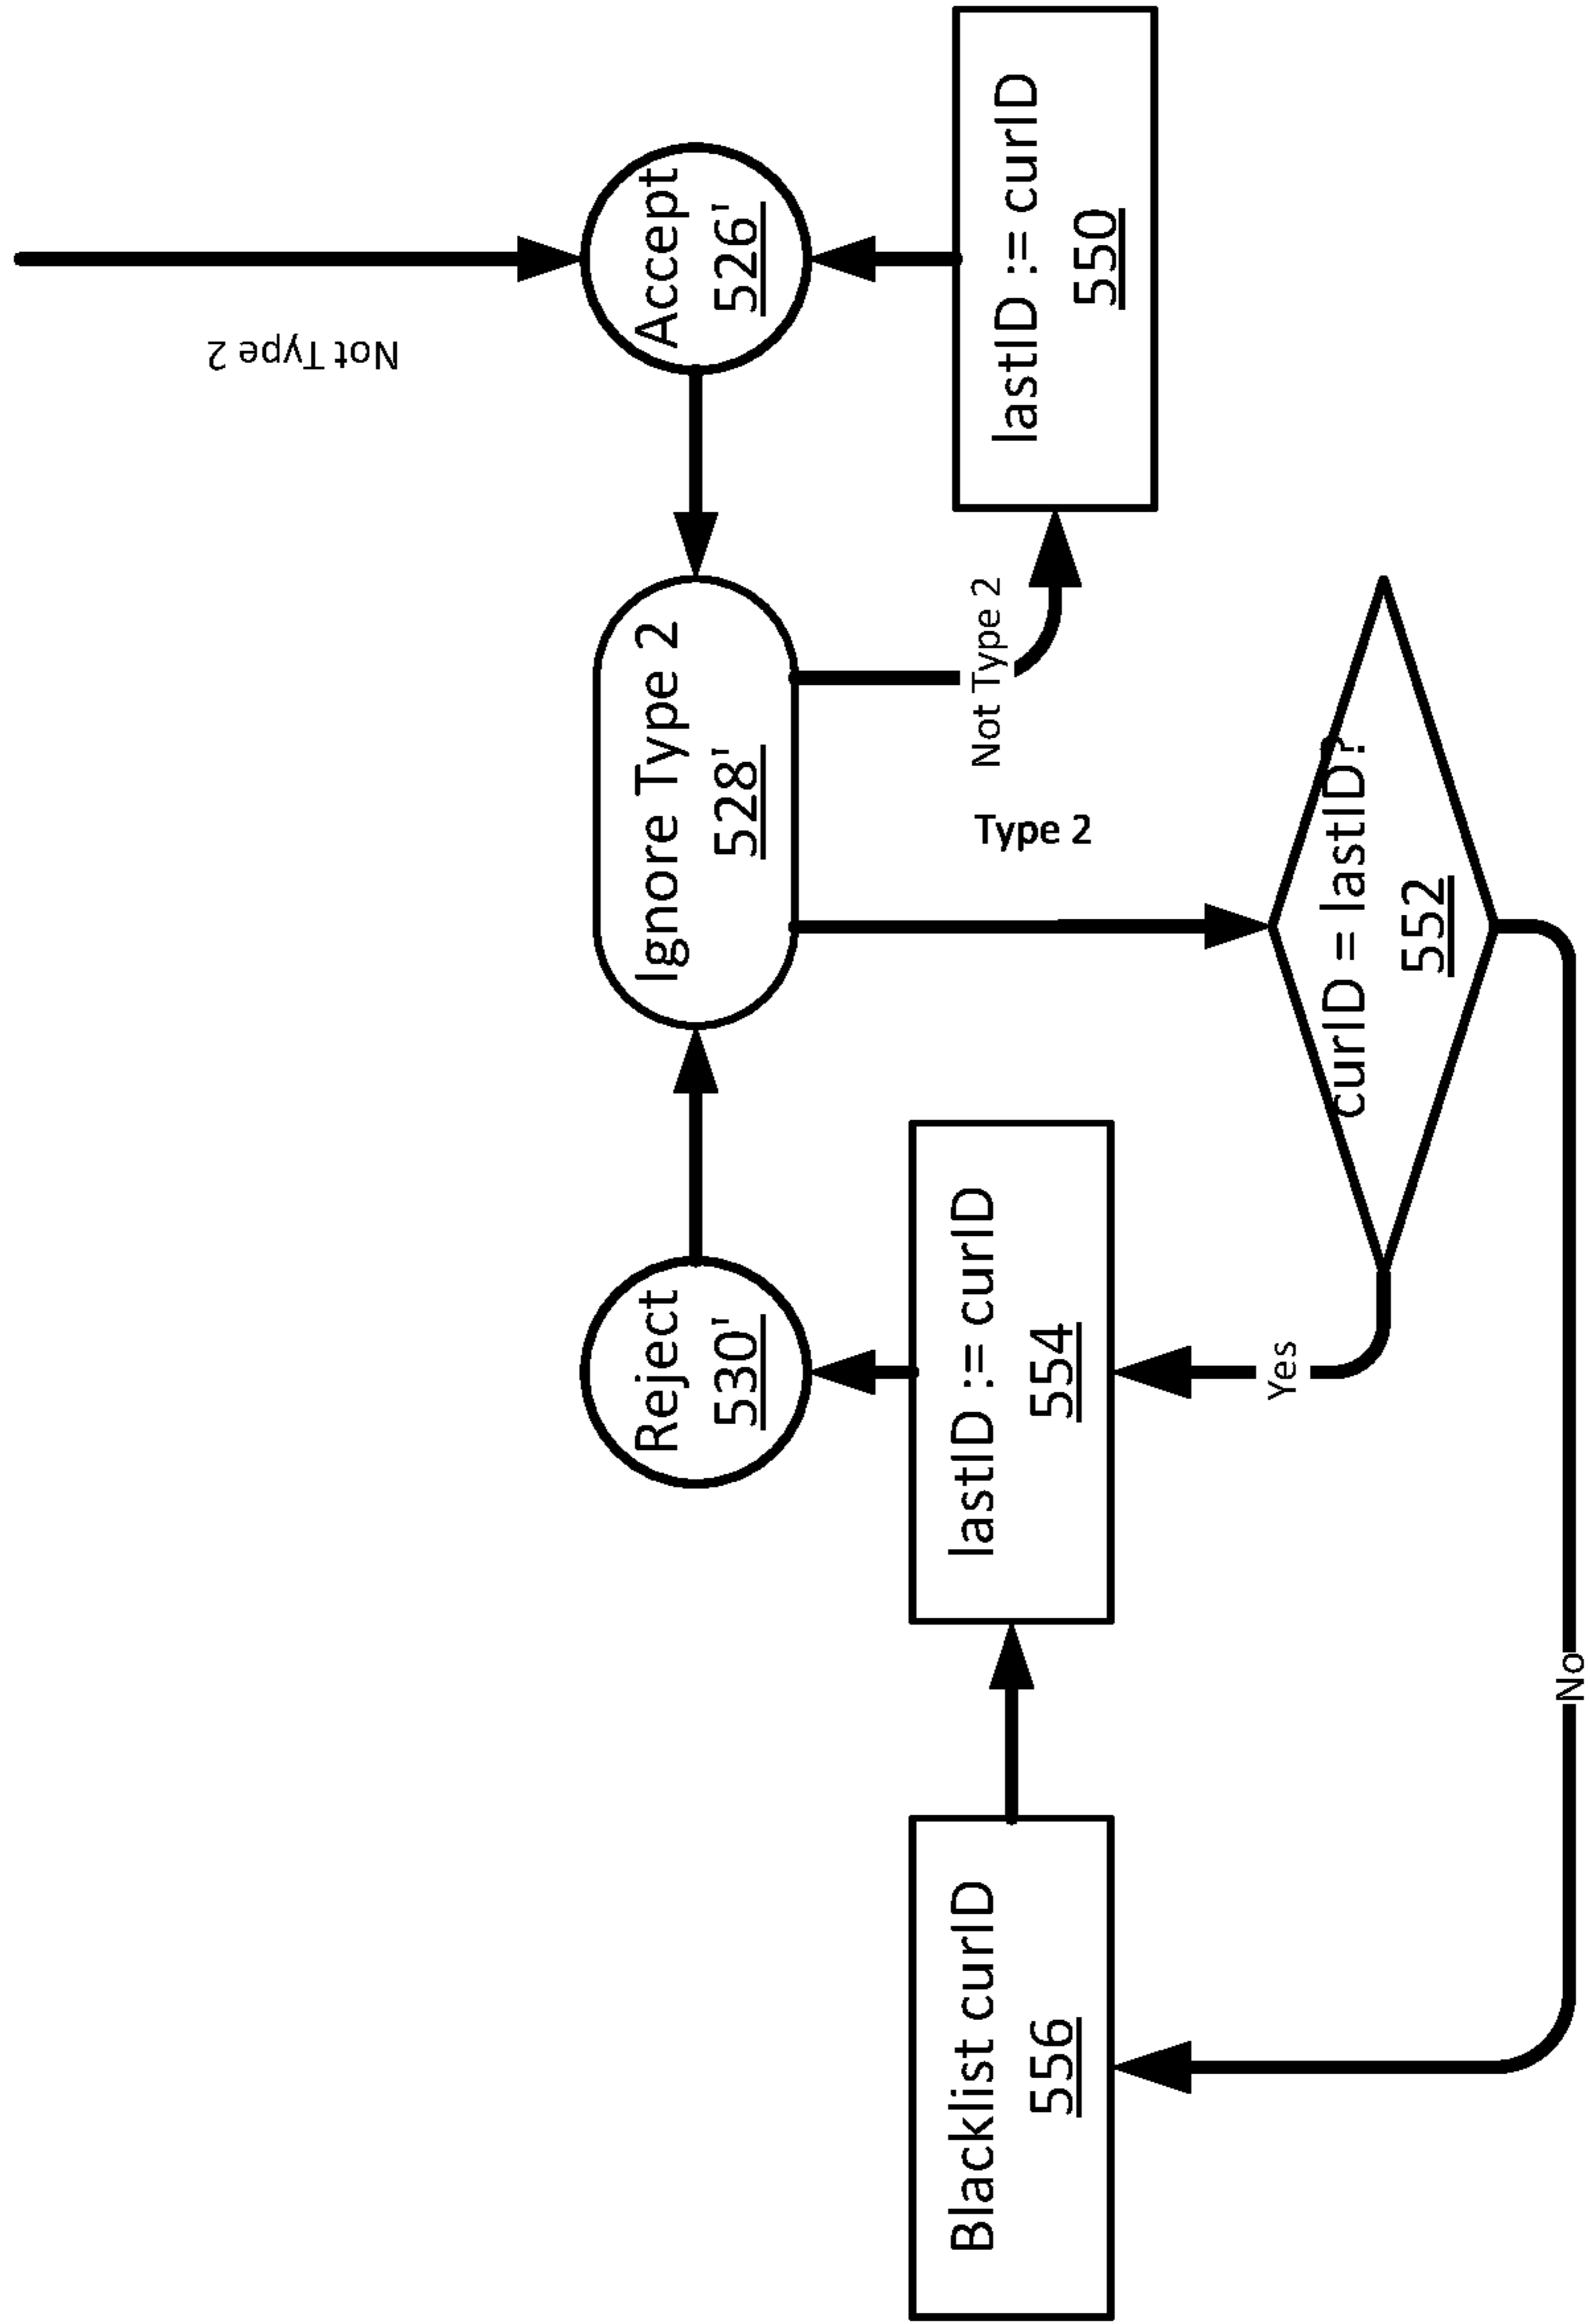 Not Type 2
Accept
526'
lastID := curID
550
Ignore Type 2
528'
Not Type 2
Type 2
curID = lastID?
552
Reject
530'
lastID := curID
554
Yes
Blacklist curID
556
No